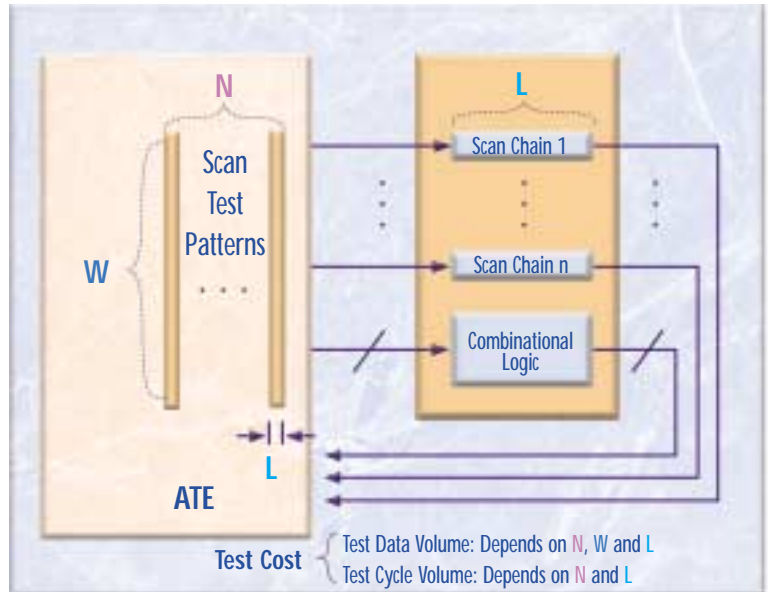 N
L
Scan
Test
Patterns
. . .
W
L
ATE
Scan Chain 1
Scan Chain n
Combinational
Logic
Test Cost
Test Data Volume: Depends on N, W and L
Test Cycle Volume: Depends on N and L